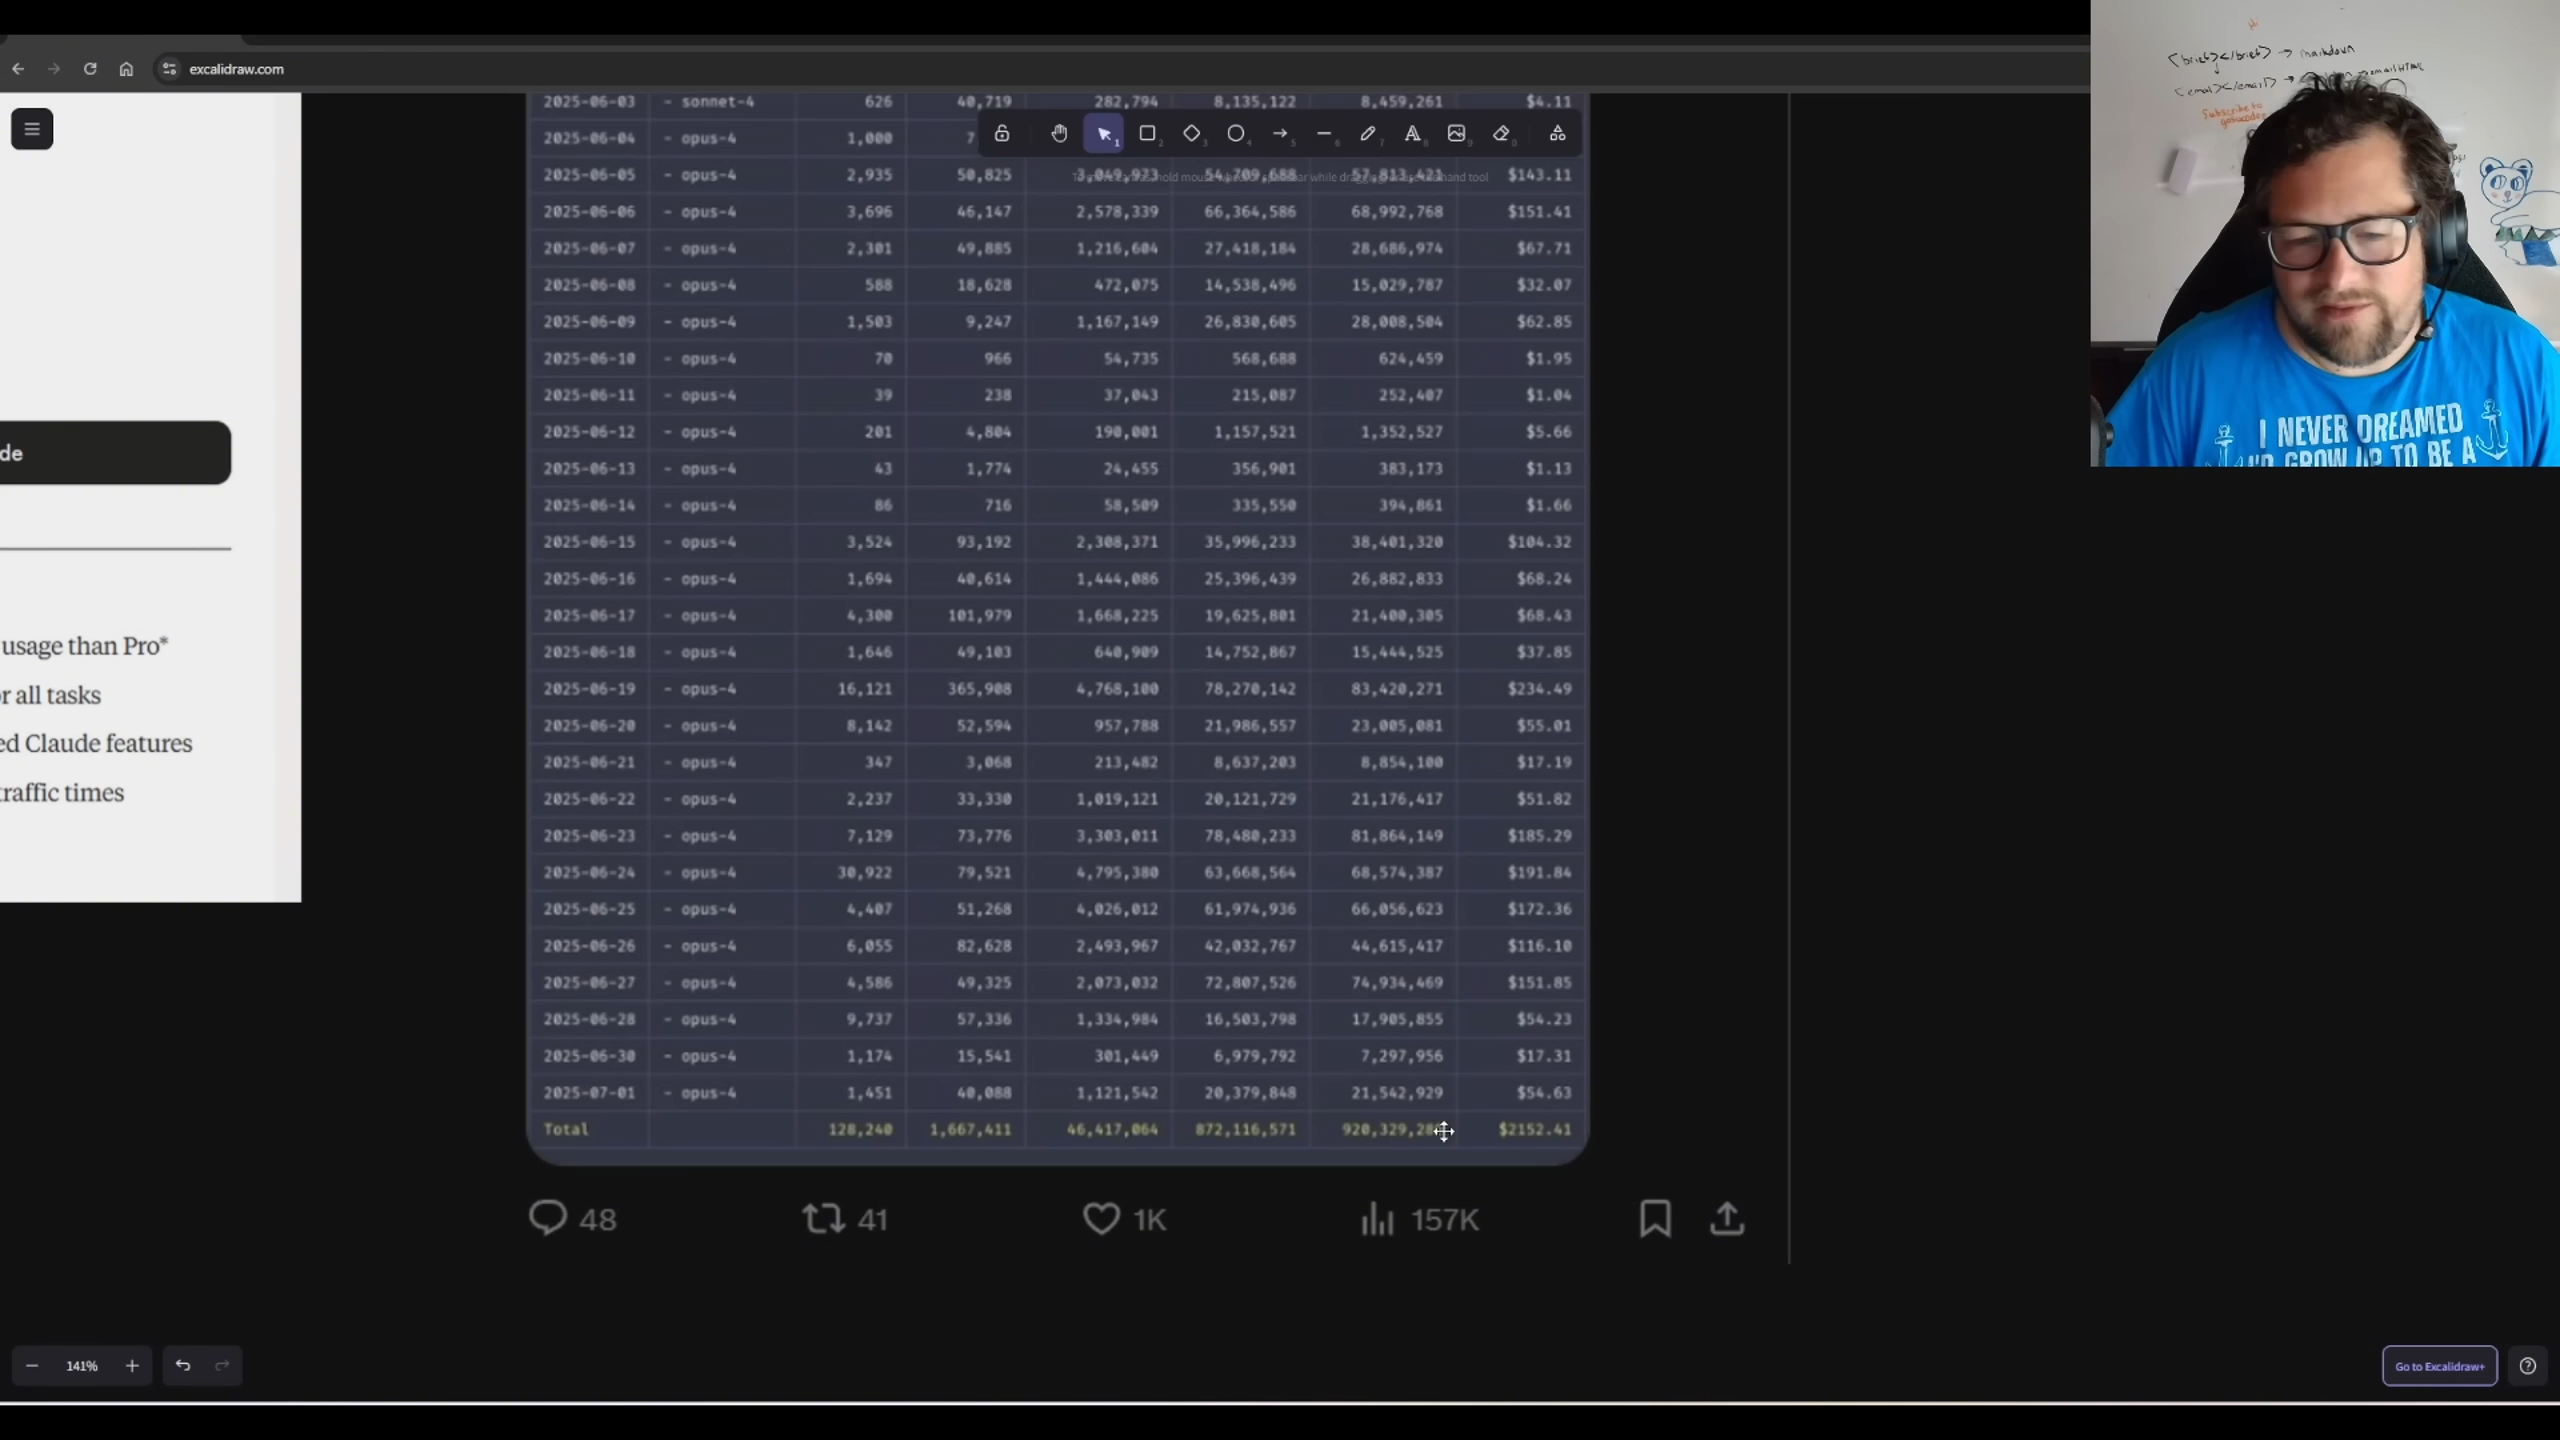 excalidraw.com
2025-06-03 - sonnet-4 626 40,719 282,794 8,135,122 8,459,261 $4.11
2025-06-04 - opus-4 1,000 7,
2025-06-05 - opus-4 2,935 50,825 3,049,973 54,709,688 57,813,421 $143.11
2025-06-06 - opus-4 3,696 46,147 2,578,339 66,364,586 68,992,768 $151.41
2025-06-07 - opus-4 2,301 49,885 1,216,604 27,418,184 28,686,974 $67.71
2025-06-08 - opus-4 588 18,628 472,075 14,538,496 15,029,787 $32.07
2025-06-09 - opus-4 1,503 9,247 1,167,149 26,830,605 28,008,504 $62.85
2025-06-10 - opus-4 70 966 54,735 568,688 624,459 $1.95
2025-06-11 - opus-4 39 238 37,043 215,087 252,407 $1.04
2025-06-12 - opus-4 201 4,804 190,001 1,157,521 1,352,527 $5.66
2025-06-13 - opus-4 43 1,774 24,455 356,901 383,173 $1.13
2025-06-14 - opus-4 86 716 58,509 335,550 394,861 $1.66
2025-06-15 - opus-4 3,524 93,192 2,308,371 35,996,233 38,401,320 $104.32
2025-06-16 - opus-4 1,694 40,614 1,444,086 25,396,439 26,882,833 $68.24
2025-06-17 - opus-4 4,300 101,979 1,668,225 19,625,801 21,400,305 $68.43
2025-06-18 - opus-4 1,646 49,103 640,909 14,752,867 15,444,525 $37.85
2025-06-19 - opus-4 16,121 365,908 4,768,100 78,270,142 83,420,271 $234.49
2025-06-20 - opus-4 8,142 52,594 957,788 21,986,557 23,005,081 $55.01
2025-06-21 - opus-4 347 3,068 213,482 8,637,203 8,854,100 $17.19
2025-06-22 - opus-4 2,237 33,330 1,019,121 20,121,729 21,176,417 $51.82
2025-06-23 - opus-4 7,129 73,776 3,303,011 78,480,233 81,864,149 $185.29
2025-06-24 - opus-4 30,922 79,521 4,795,380 63,668,564 68,574,387 $191.84
2025-06-25 - opus-4 4,407 51,268 4,026,012 61,974,936 66,056,623 $172.36
2025-06-26 - opus-4 6,055 82,628 2,493,967 42,032,767 44,615,417 $116.10
2025-06-27 - opus-4 4,586 49,325 2,073,032 72,807,526 74,934,469 $151.85
2025-06-28 - opus-4 9,737 57,336 1,334,984 16,503,798 17,905,855 $54.23
2025-06-30 - opus-4 1,174 15,541 301,449 6,979,792 7,297,956 $17.31
2025-07-01 - opus-4 1,451 40,088 1,121,542 20,379,848 21,542,929 $54.63
Total 128,240 1,667,411 46,417,064 872,116,571 920,329,2 $2152.41
48 41 1K 157K
de
usage than Pro*
r all tasks
ed Claude features
traffic times
141%
Go to Excalidraw+
<brief></brief> → markdown
<email></email> →
Subscribe to
I NEVER DREAMED
I'D GROW UP TO BE A